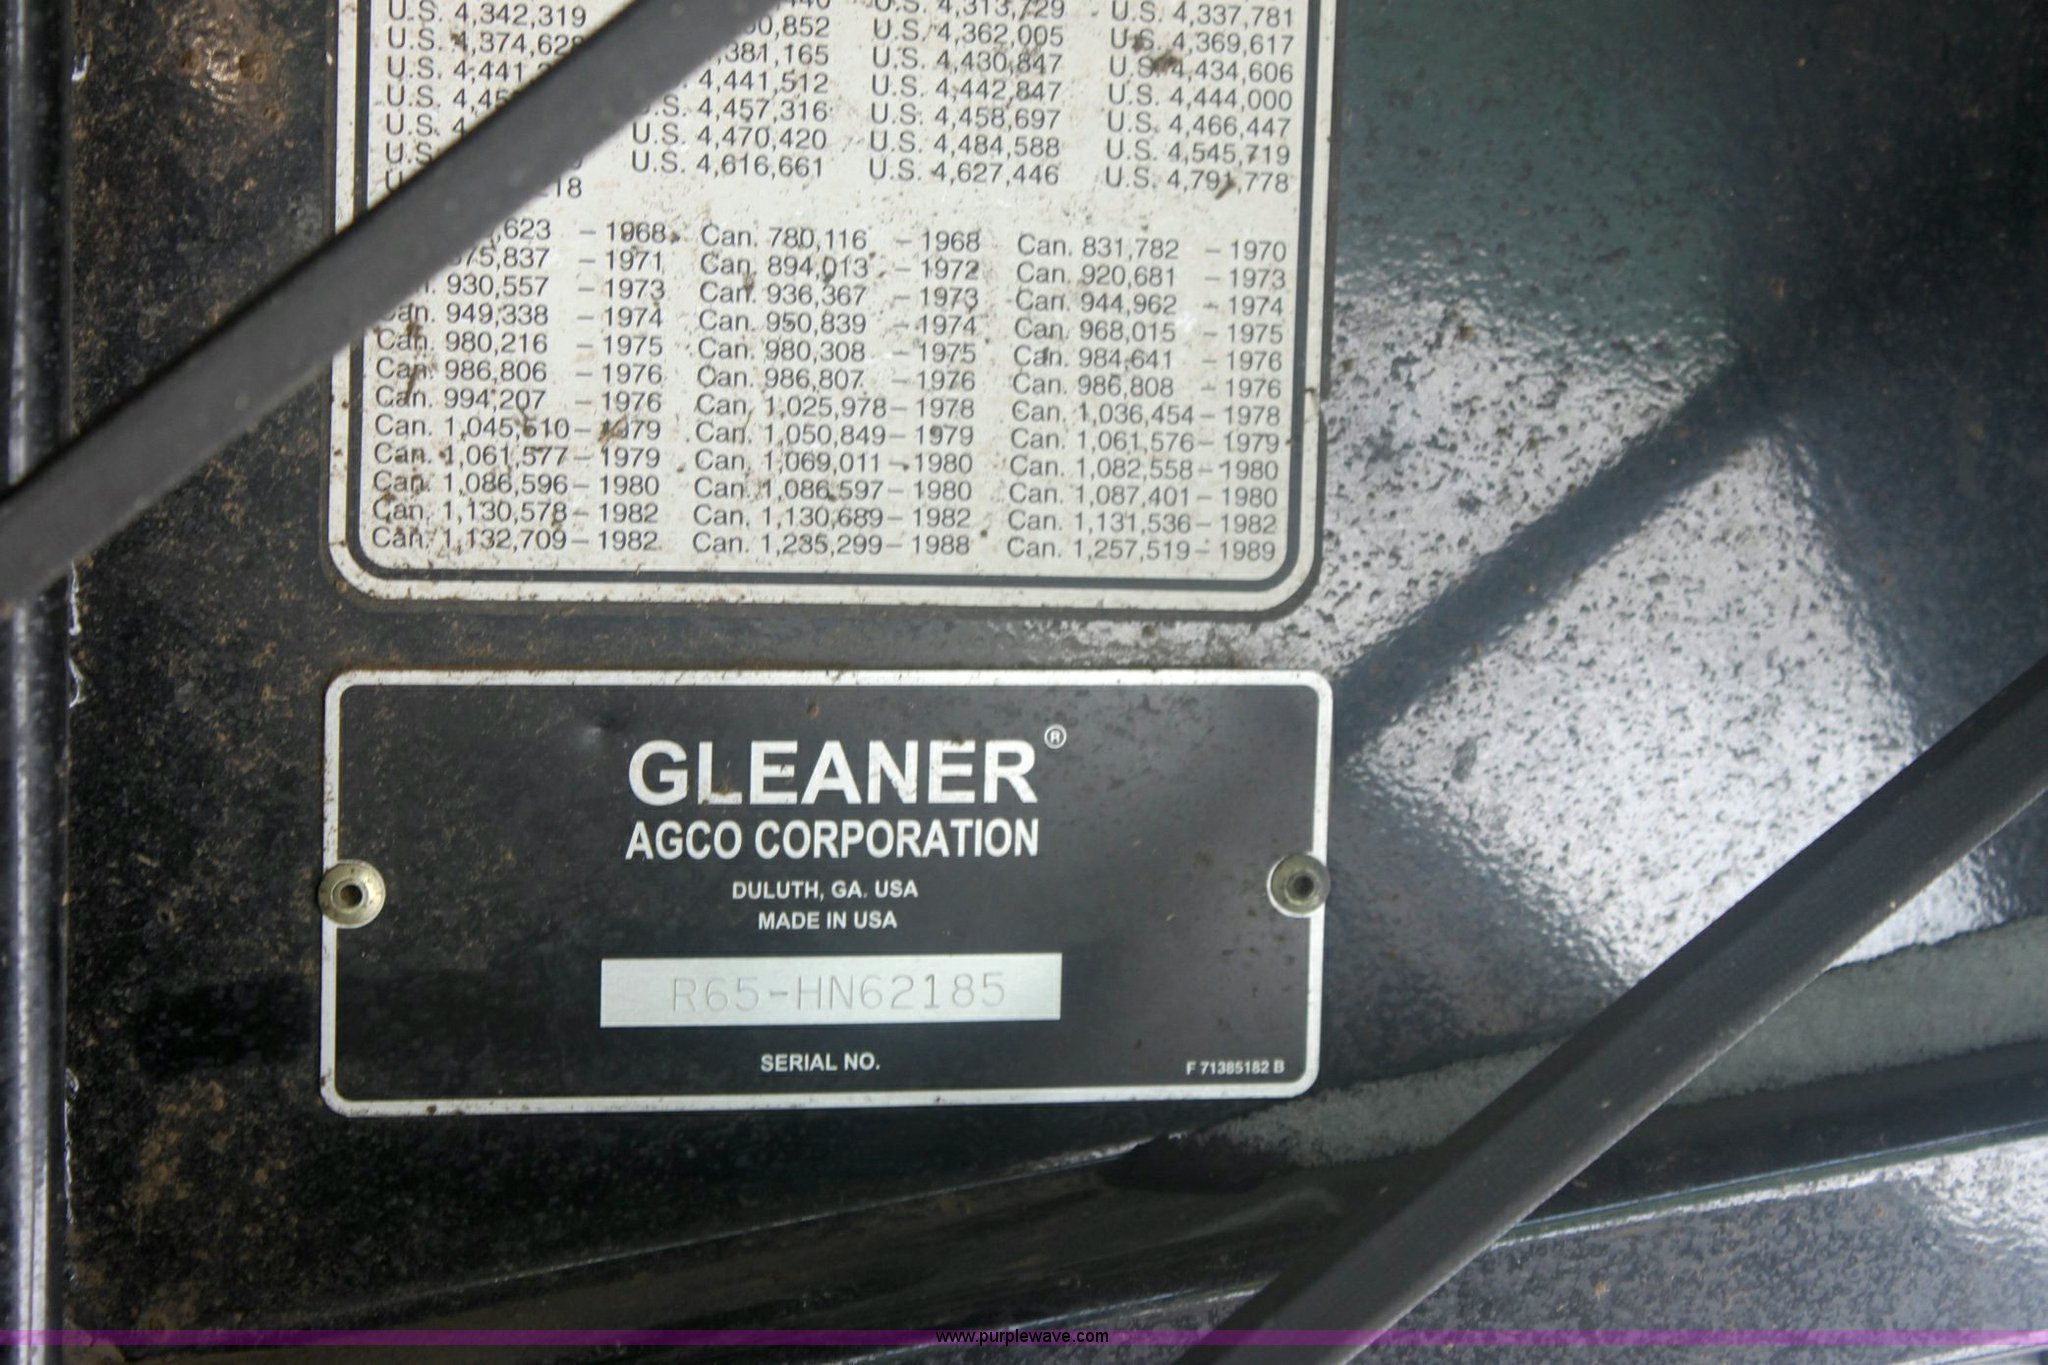 U.S. 4,342,319 U.S. 4,313,729 U.S. 4,337,781
U.S. 4,374,628 U.S. 4,362,005 U.S. 4,369,617
U.S. 4,430,847 U.S. 4,434,606
U.S. 4,441,512 U.S. 4,442,847 U.S. 4,444,000
U.S. 4,457,316 U.S. 4,458,697 U.S. 4,466,447
U.S. U.S. 4,470,420 U.S. 4,484,588 U.S. 4,545,719
U.S. 4,616,661 U.S. 4,627,446 U.S. 4,791,778
– 1968 Can. 780,116 – 1968 Can. 831,782 – 1970
– 1971 Can. 894,013 – 1972 Can. 920,681 – 1973
930,557 – 1973 Can. 936,367 – 1973 Can. 944,962 – 1974
Can. 949,338 – 1974 Can. 950,839 – 1974 Can. 968,015 – 1975
Can. 980,216 – 1975 Can. 980,308 – 1975 Can. 984,641 – 1976
Can. 986,806 – 1976 Can. 986,807 – 1976 Can. 986,808 – 1976
Can. 994,207 – 1976 Can. 1,025,978 – 1978 Can. 1,036,454 – 1978
Can. 1,045,510 – 1979 Can. 1,050,849 – 1979 Can. 1,061,576 – 1979
Can. 1,061,577 – 1979 Can. 1,069,011 – 1980 Can. 1,082,558 – 1980
Can. 1,086,596 – 1980 Can. 1,086,597 – 1980 Can. 1,087,401 – 1980
Can. 1,130,578 – 1982 Can. 1,130,689 – 1982 Can. 1,131,536 – 1982
Can. 1,132,709 – 1982 Can. 1,235,299 – 1988 Can. 1,257,519 – 1989
GLEANER®
AGCO CORPORATION
DULUTH, GA. USA
MADE IN USA
R65-HN62185
SERIAL NO.
F 71385182 B
www.purplewave.com